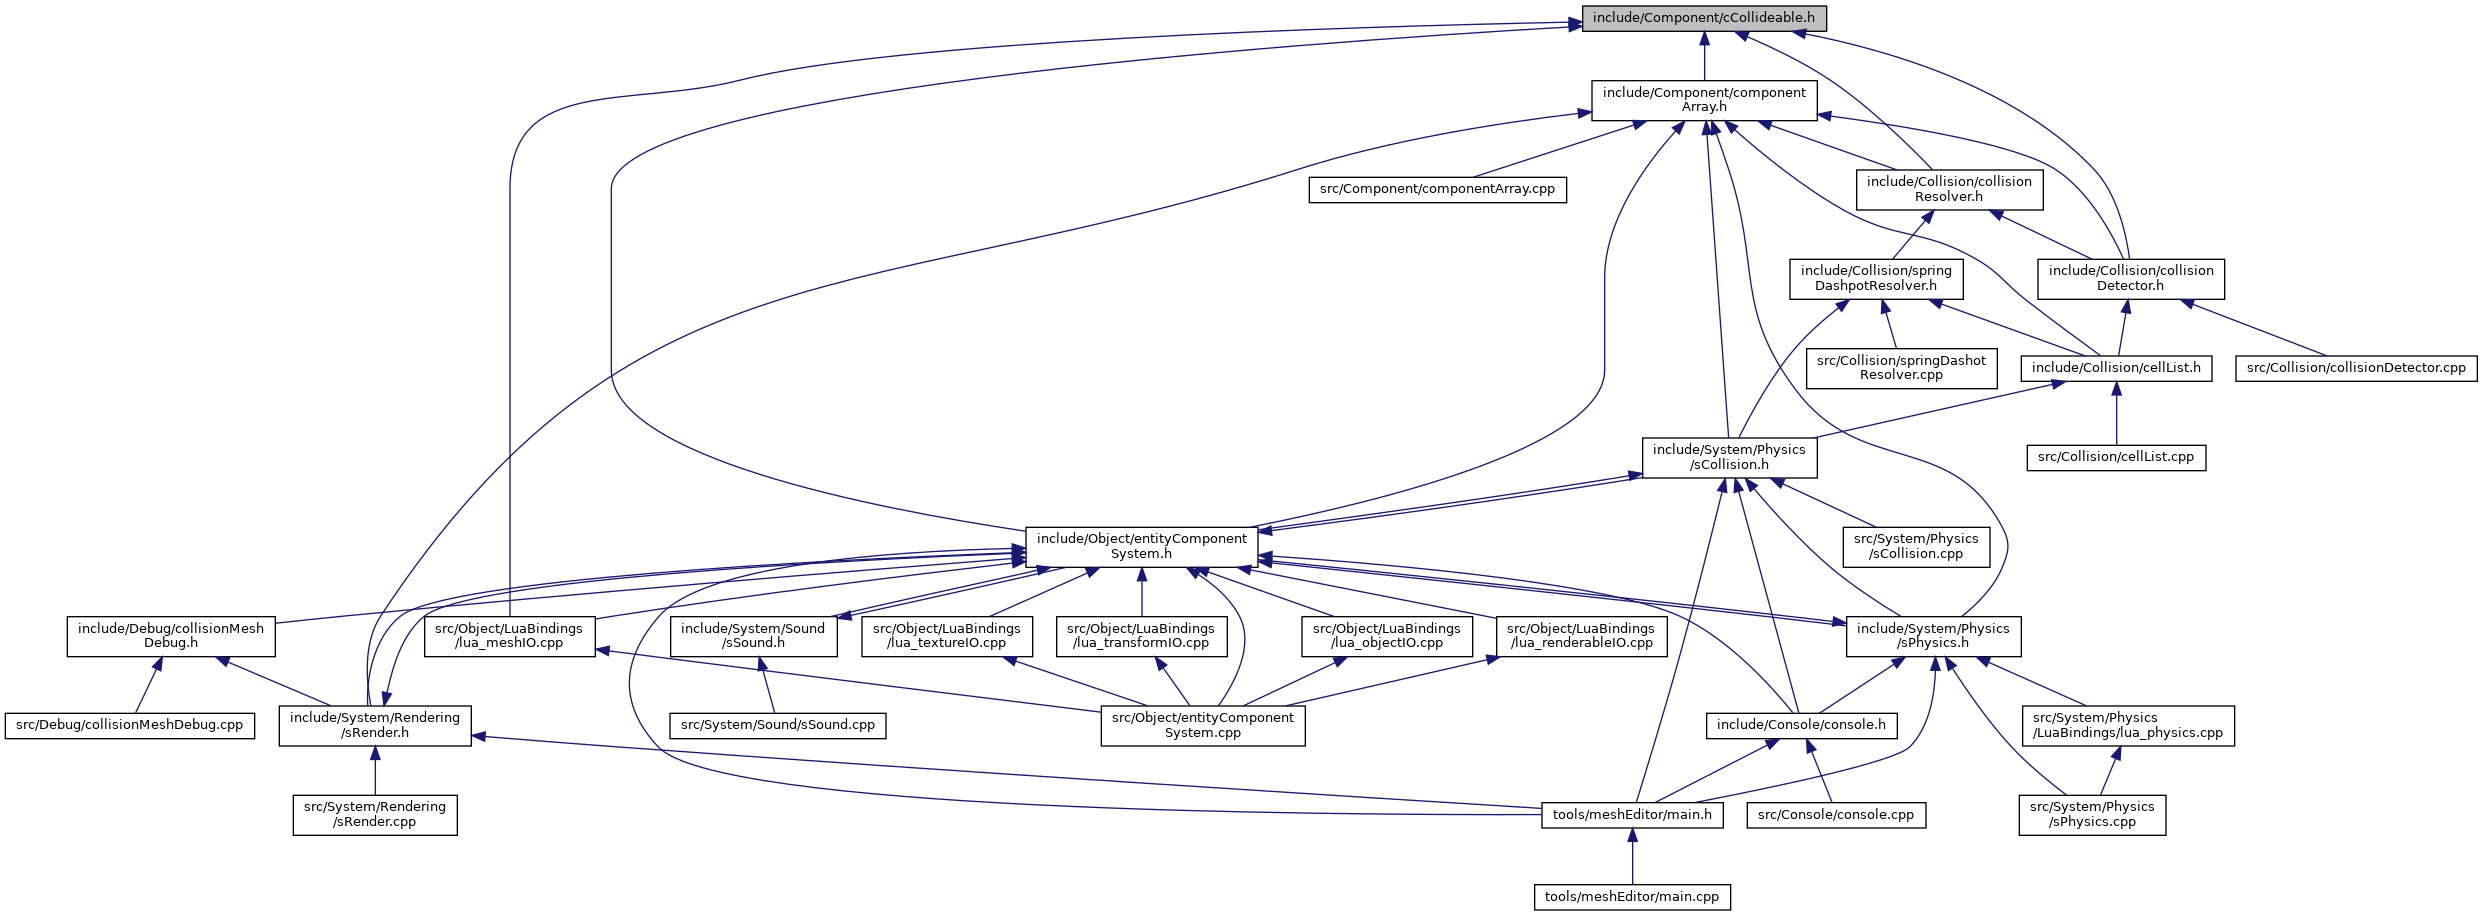 include/Component/cCollideable.h
include/Component/component
Array.h
src/Component/componentArray.cpp
include/Collision/collision
Resolver.h
include/Collision/spring
DashpotResolver.h
include/Collision/collision
Detector.h
src/Collision/springDashot
Resolver.cpp
include/Collision/cellList.h
src/Collision/collisionDetector.cpp
include/System/Physics
/sCollision.h
src/Collision/cellList.cpp
include/Object/entityComponent
System.h
src/System/Physics
/sCollision.cpp
include/Debug/collisionMesh
Debug.h
src/Object/LuaBindings
/lua_meshIO.cpp
include/System/Sound
/sSound.h
src/Object/LuaBindings
/lua_textureIO.cpp
src/Object/LuaBindings
/lua_transformIO.cpp
src/Object/LuaBindings
/lua_objectIO.cpp
src/Object/LuaBindings
/lua_renderableIO.cpp
include/System/Physics
/sPhysics.h
src/Debug/collisionMeshDebug.cpp
include/System/Rendering
/sRender.h
src/System/Sound/sSound.cpp
src/Object/entityComponent
System.cpp
include/Console/console.h
src/System/Physics
/LuaBindings/lua_physics.cpp
src/System/Rendering
/sRender.cpp
tools/meshEditor/main.h
src/Console/console.cpp
src/System/Physics
/sPhysics.cpp
tools/meshEditor/main.cpp